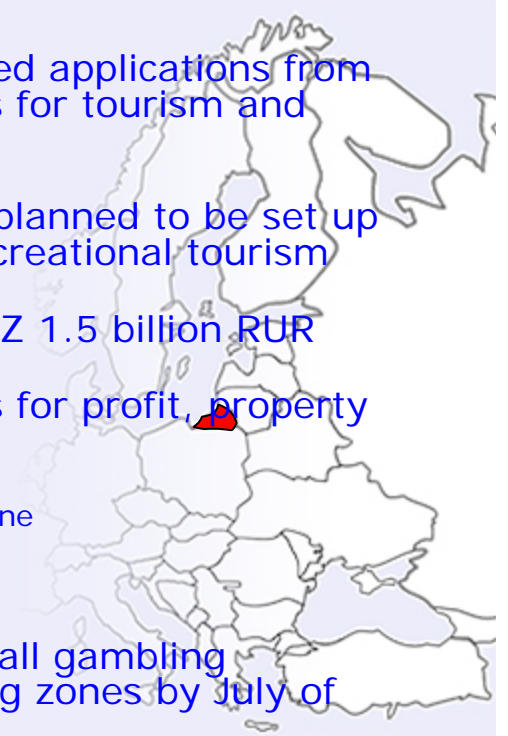 ed applications from
s for tourism and
planned to be set up
creational tourism
Z 1.5 billion RUR
s for profit, property
ne
all gambling
g zones by July of